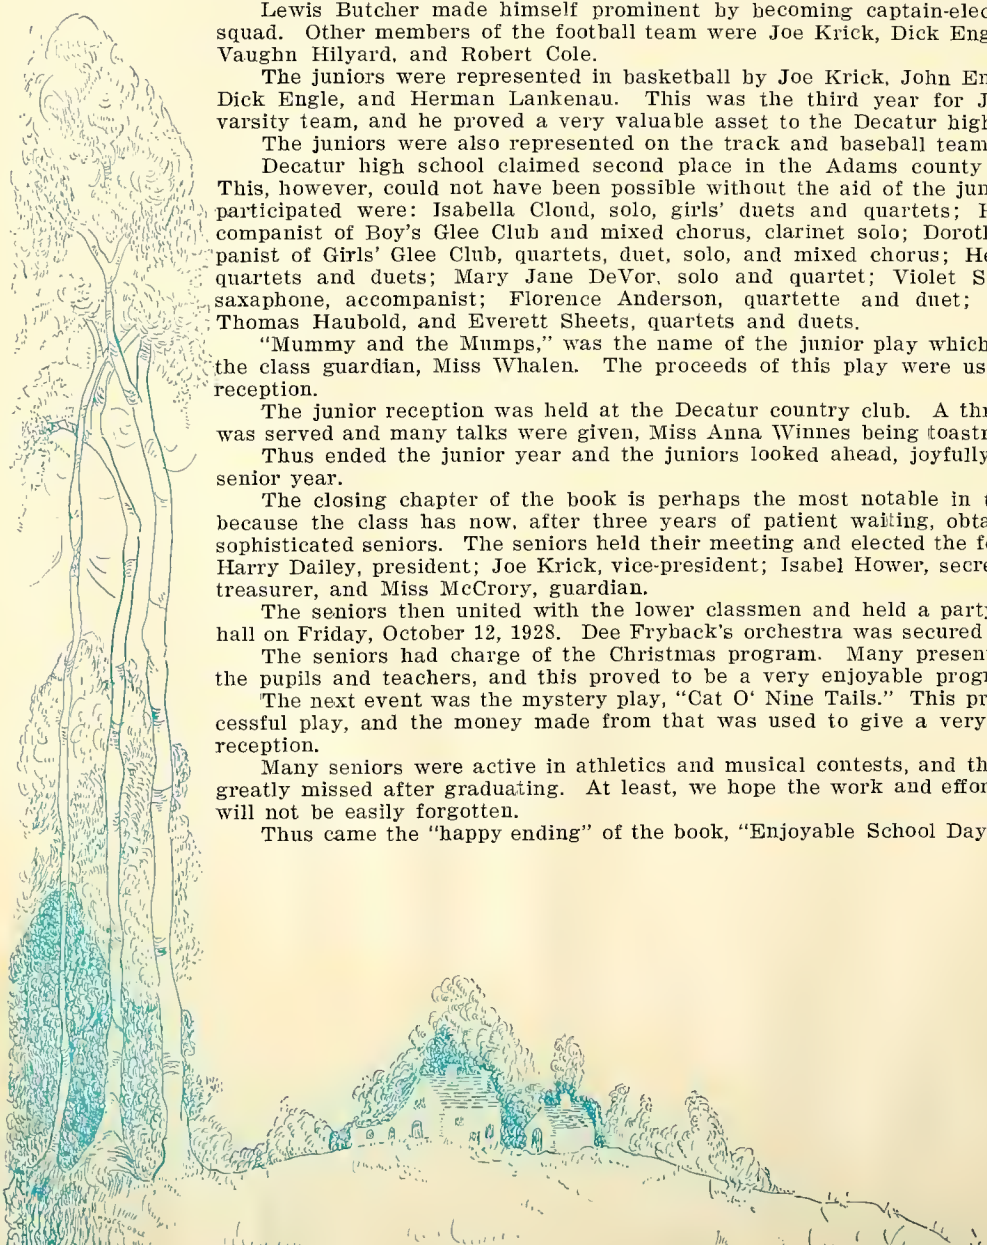 Lewis Butcher made himself prominent by becoming captain-elec
squad. Other members of the football team were Joe Krick, Dick Eng
Vaughn Hilyard, and Robert Cole.
The juniors were represented in basketball by Joe Krick, John En
Dick Engle, and Herman Lankenau. This was the third year for J
varsity team, and he proved a very valuable asset to the Decatur high
The juniors were also represented on the track and baseball team
Decatur high school claimed second place in the Adams county
This, however, could not have been possible without the aid of the jun
participated were: Isabella Cloud, solo, girls' duets and quartets; H
companist of Boy's Glee Club and mixed chorus, clarinet solo; Doroth
panist of Girls' Glee Club, quartets, duet, solo, and mixed chorus; He
quartets and duets; Mary Jane DeVor, solo and quartet; Violet S
saxaphone, accompanist; Florence Anderson, quartette and duet;
Thomas Haubold, and Everett Sheets, quartets and duets.
"Mummy and the Mumps," was the name of the junior play which
the class guardian, Miss Whalen. The proceeds of this play were us
reception.
The junior reception was held at the Decatur country club. A thr
was served and many talks were given, Miss Anna Winnes being toastr
Thus ended the junior year and the juniors looked ahead, joyfully
senior year.
The closing chapter of the book is perhaps the most notable in
because the class has now, after three years of patient waiting, obta
sophisticated seniors. The seniors held their meeting and elected the f
Harry Dailey, president; Joe Krick, vice-president; Isabel Hower, secre
treasurer, and Miss McCrory, guardian.
The seniors then united with the lower classmen and held a party
hall on Friday, October 12, 1928. Dee Fryback's orchestra was secured
The seniors had charge of the Christmas program. Many presen
the pupils and teachers, and this proved to be a very enjoyable progr
The next event was the mystery play, "Cat O' Nine Tails." This pr
cessful play, and the money made from that was used to give a very
reception.
Many seniors were active in athletics and musical contests, and th
greatly missed after graduating. At least, we hope the work and effor
will not be easily forgotten.
Thus came the "happy ending" of the book, "Enjoyable School Day